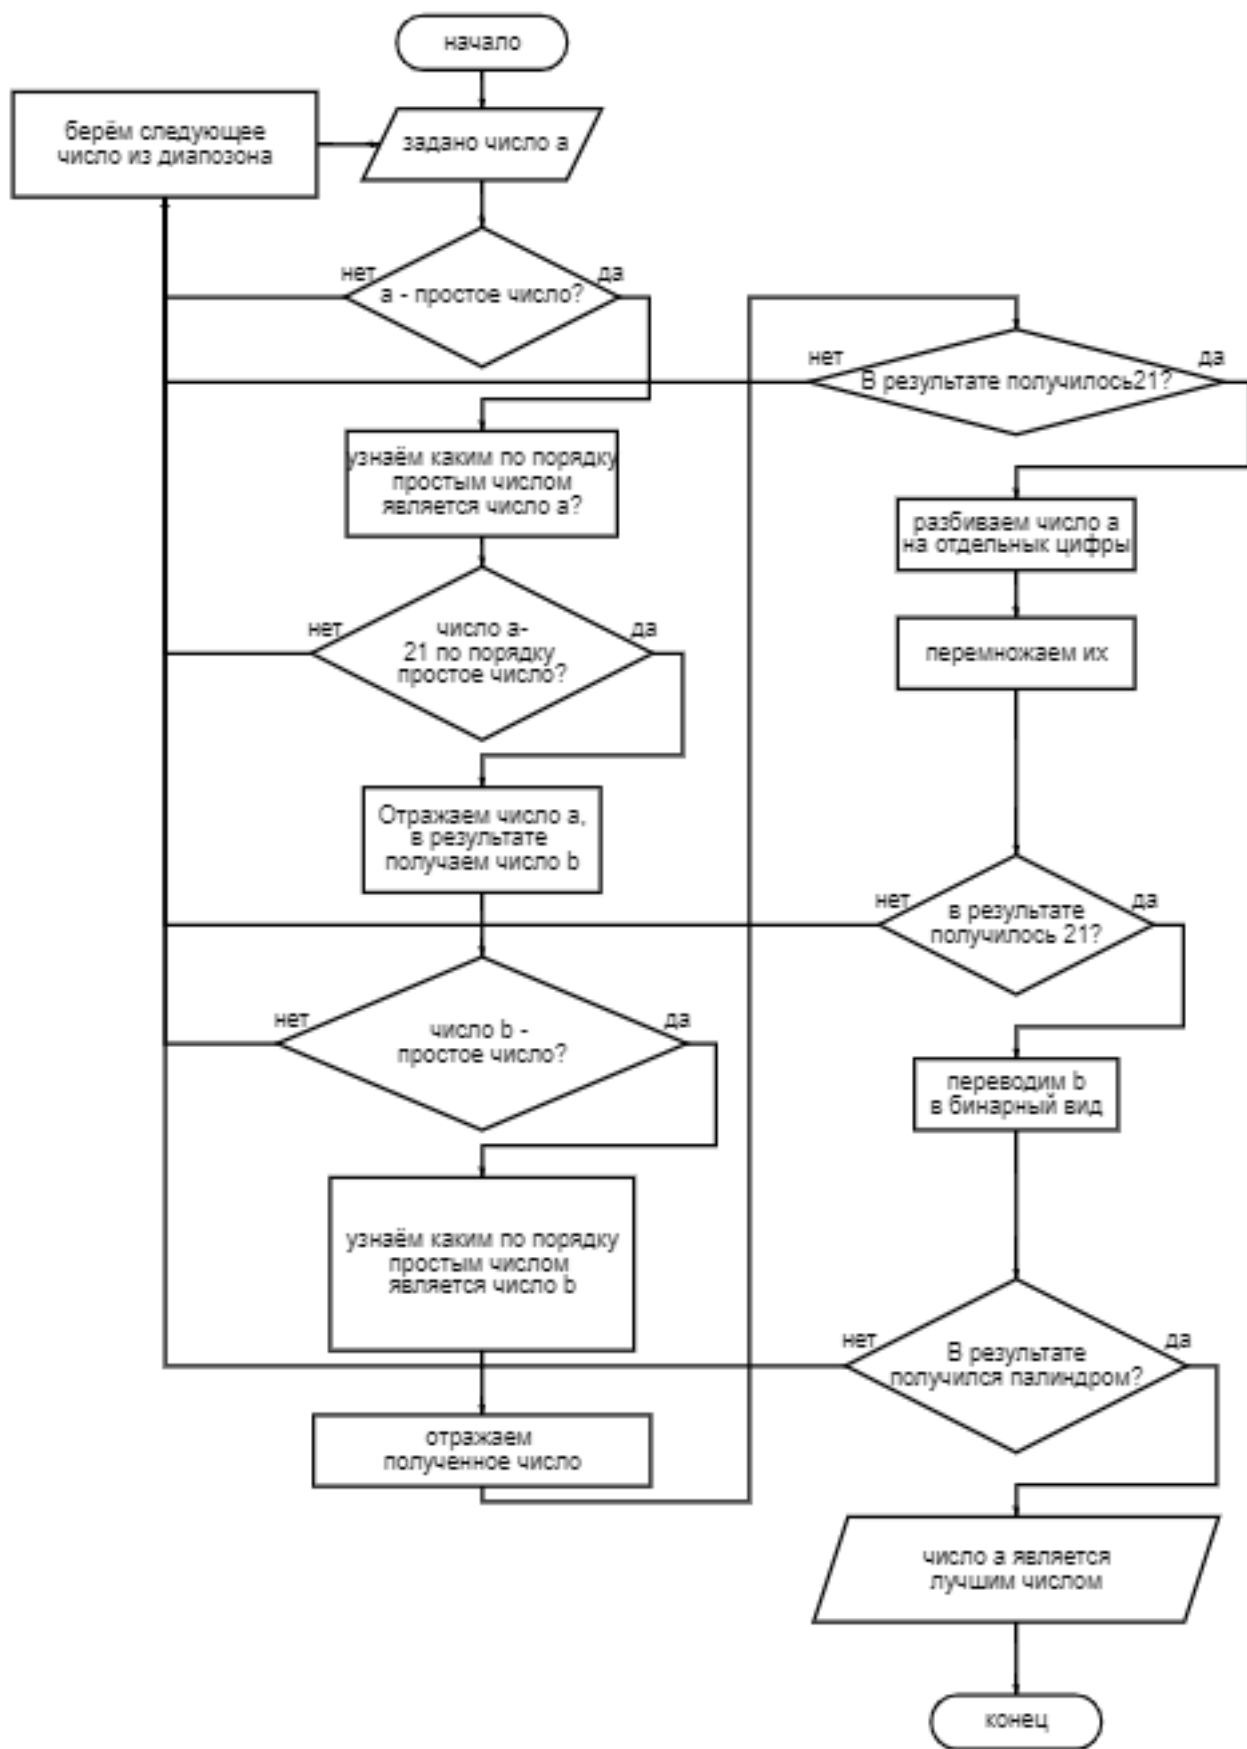 начало
берём следующее
число из диапозона
задано число a
нет
да
a - простое число?
узнаём каким по порядку
простым числом
является число a?
нет
да
число a-
21 по порядку
простое число?
Отражаем число a,
в результате
получаем число b
нет
да
число b -
простое число?
узнаём каким по порядку
простым числом
является число b
отражаем
полученное число
нет
да
В результате получилось21?
разбиваем число a
на отдельнык цифры
перемножаем их
нет
да
в результате
получилось 21?
переводим b
в бинарный вид
нет
да
В результате
получился палиндром?
число a является
лучшим числом
конец